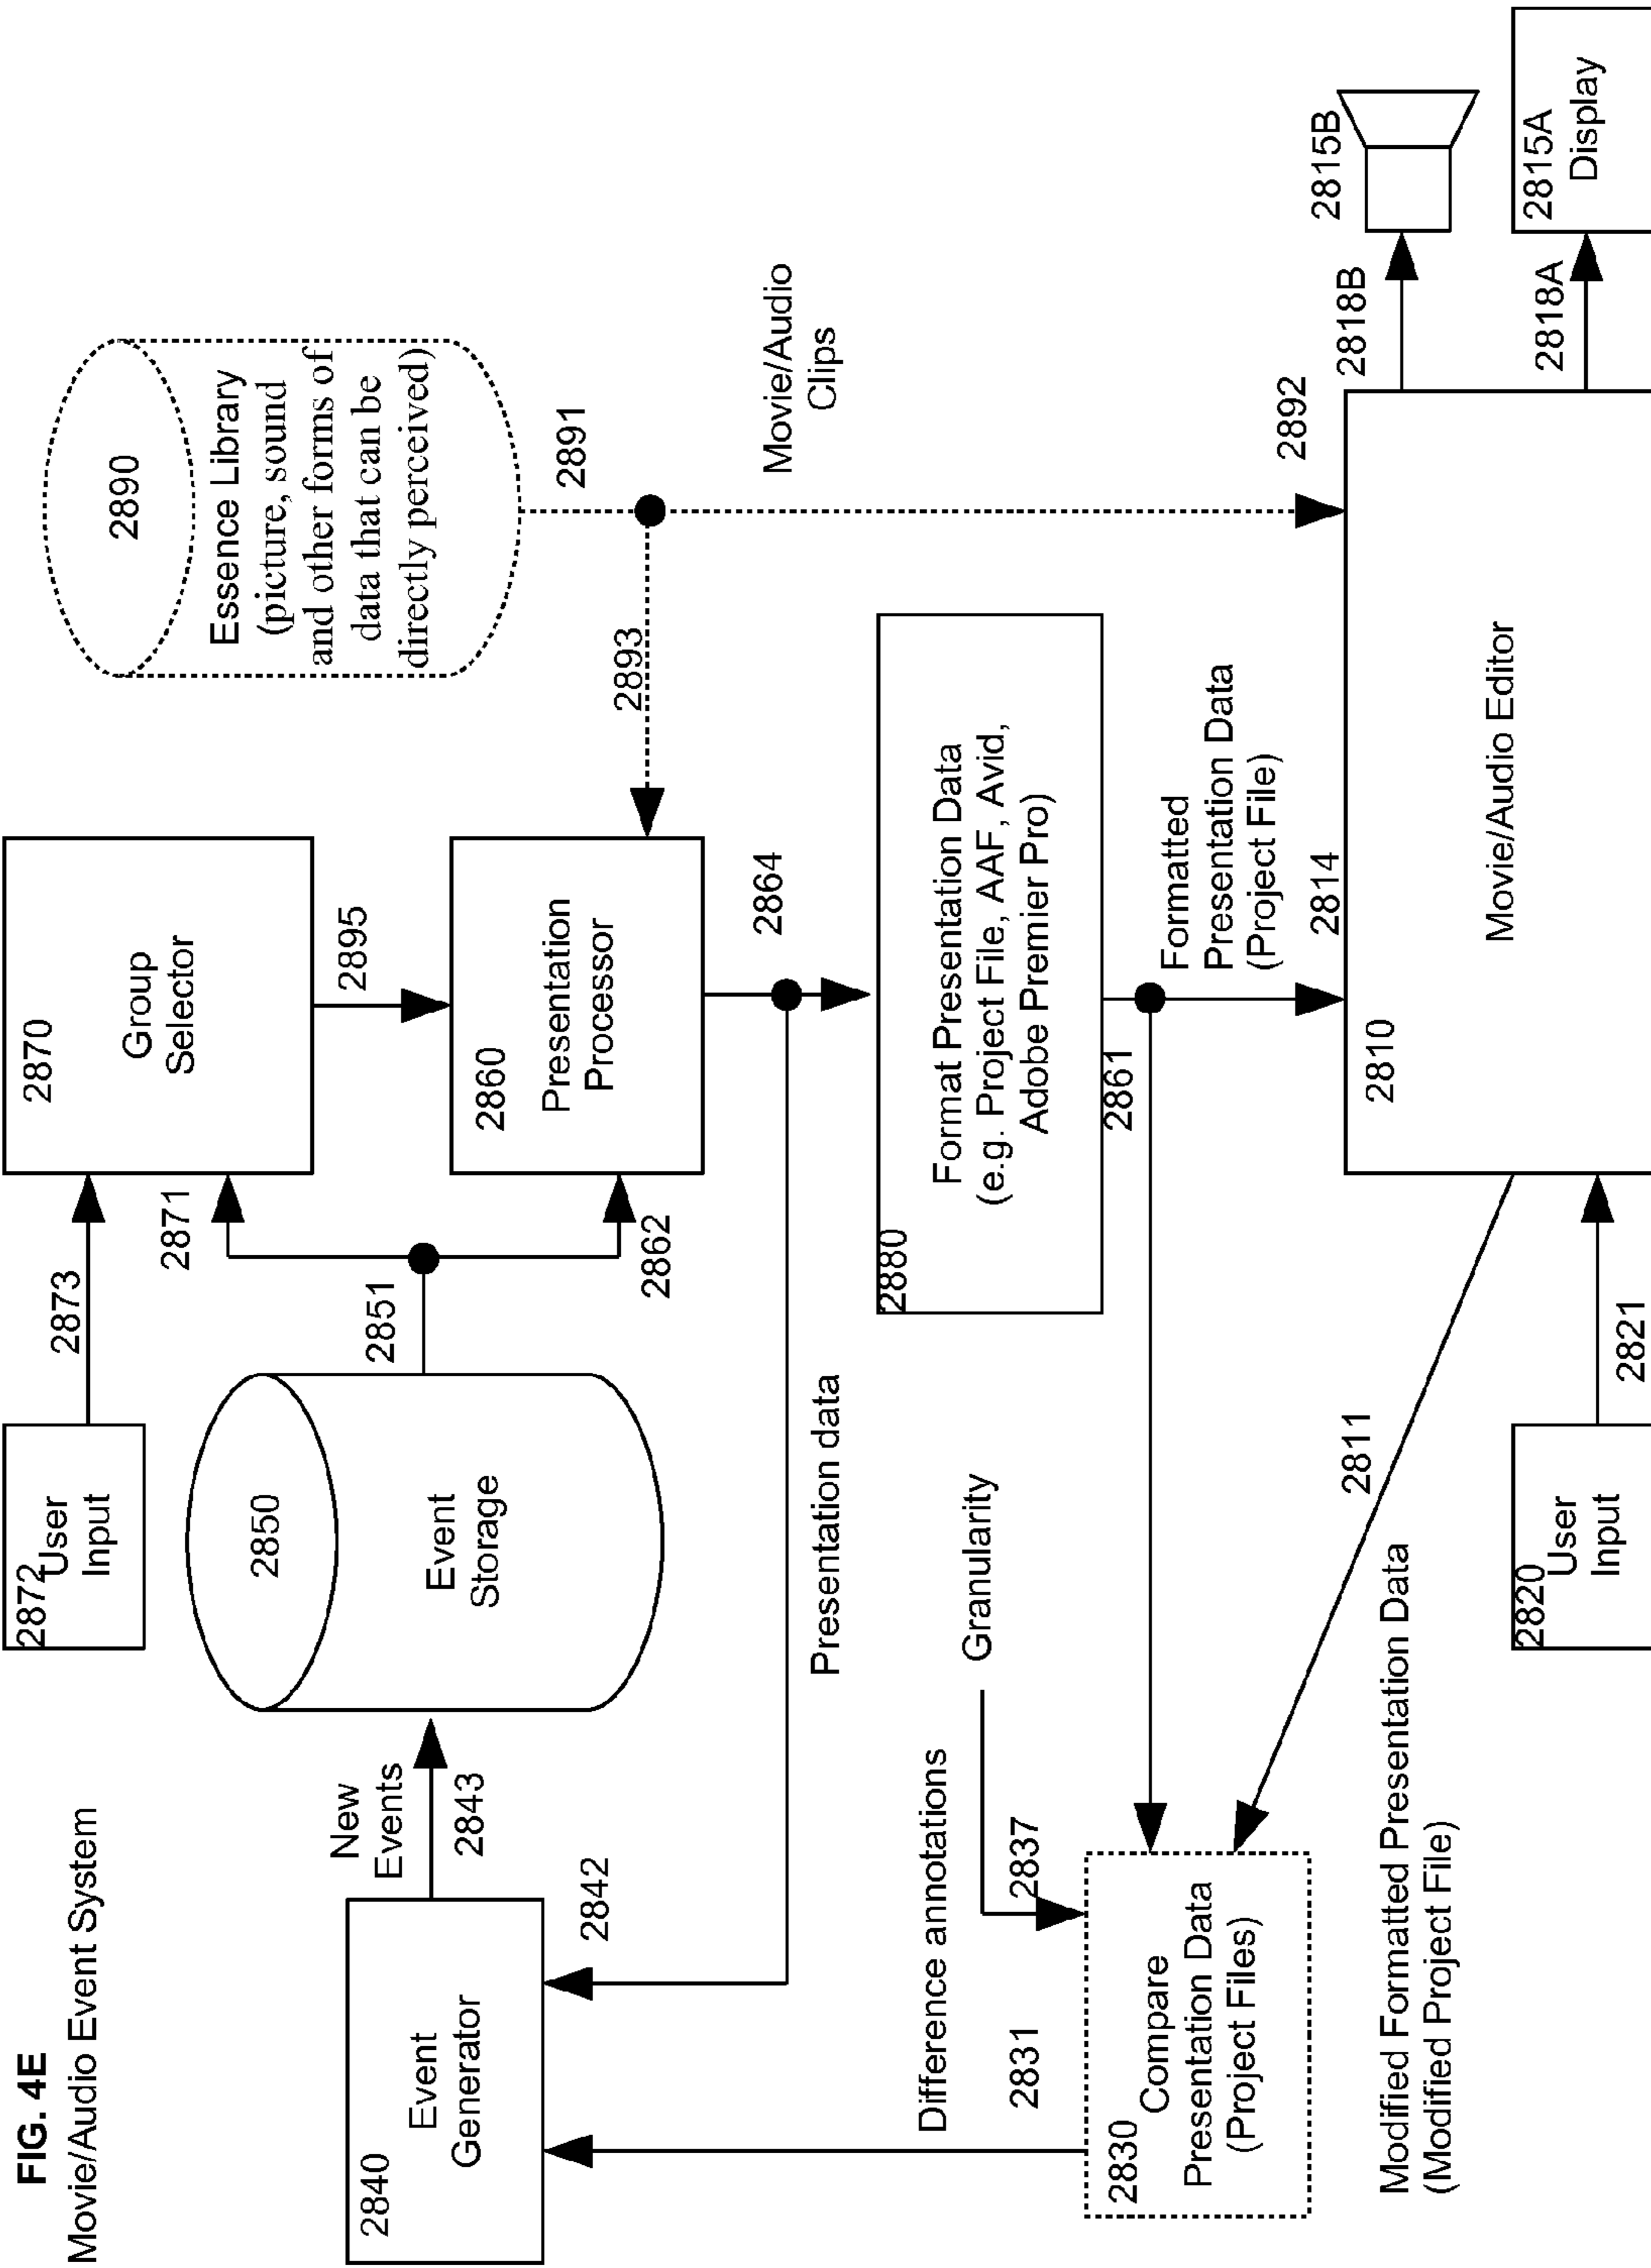 FIG. 4E
Movie/Audio Event System
2840
Event
Generator
New
Events
2843
2842
2850
Event
Storage
2872
User
Input
2873
2851
2871
2862
2870
Group
Selector
2895
2860
Presentation
Processor
2864
2893
2890
Essence Library
(picture, sound
and other forms of
data that can be
directly perceived)
2891
Movie/Audio
Clips
2892
Presentation data
Granularity
2837
Difference annotations
2831
2830
Compare
Presentation Data
(Project Files)
2880
Format Presentation Data
(e.g. Project File, AAF, Avid,
Adobe Premier Pro)
2861
Formatted
Presentation Data
(Project File)
2814
2811
Modified Formatted Presentation Data
(Modified Project File)
2820
User
Input
2821
2810
Movie/Audio Editor
2818B
2815B
2818A
2815A
Display